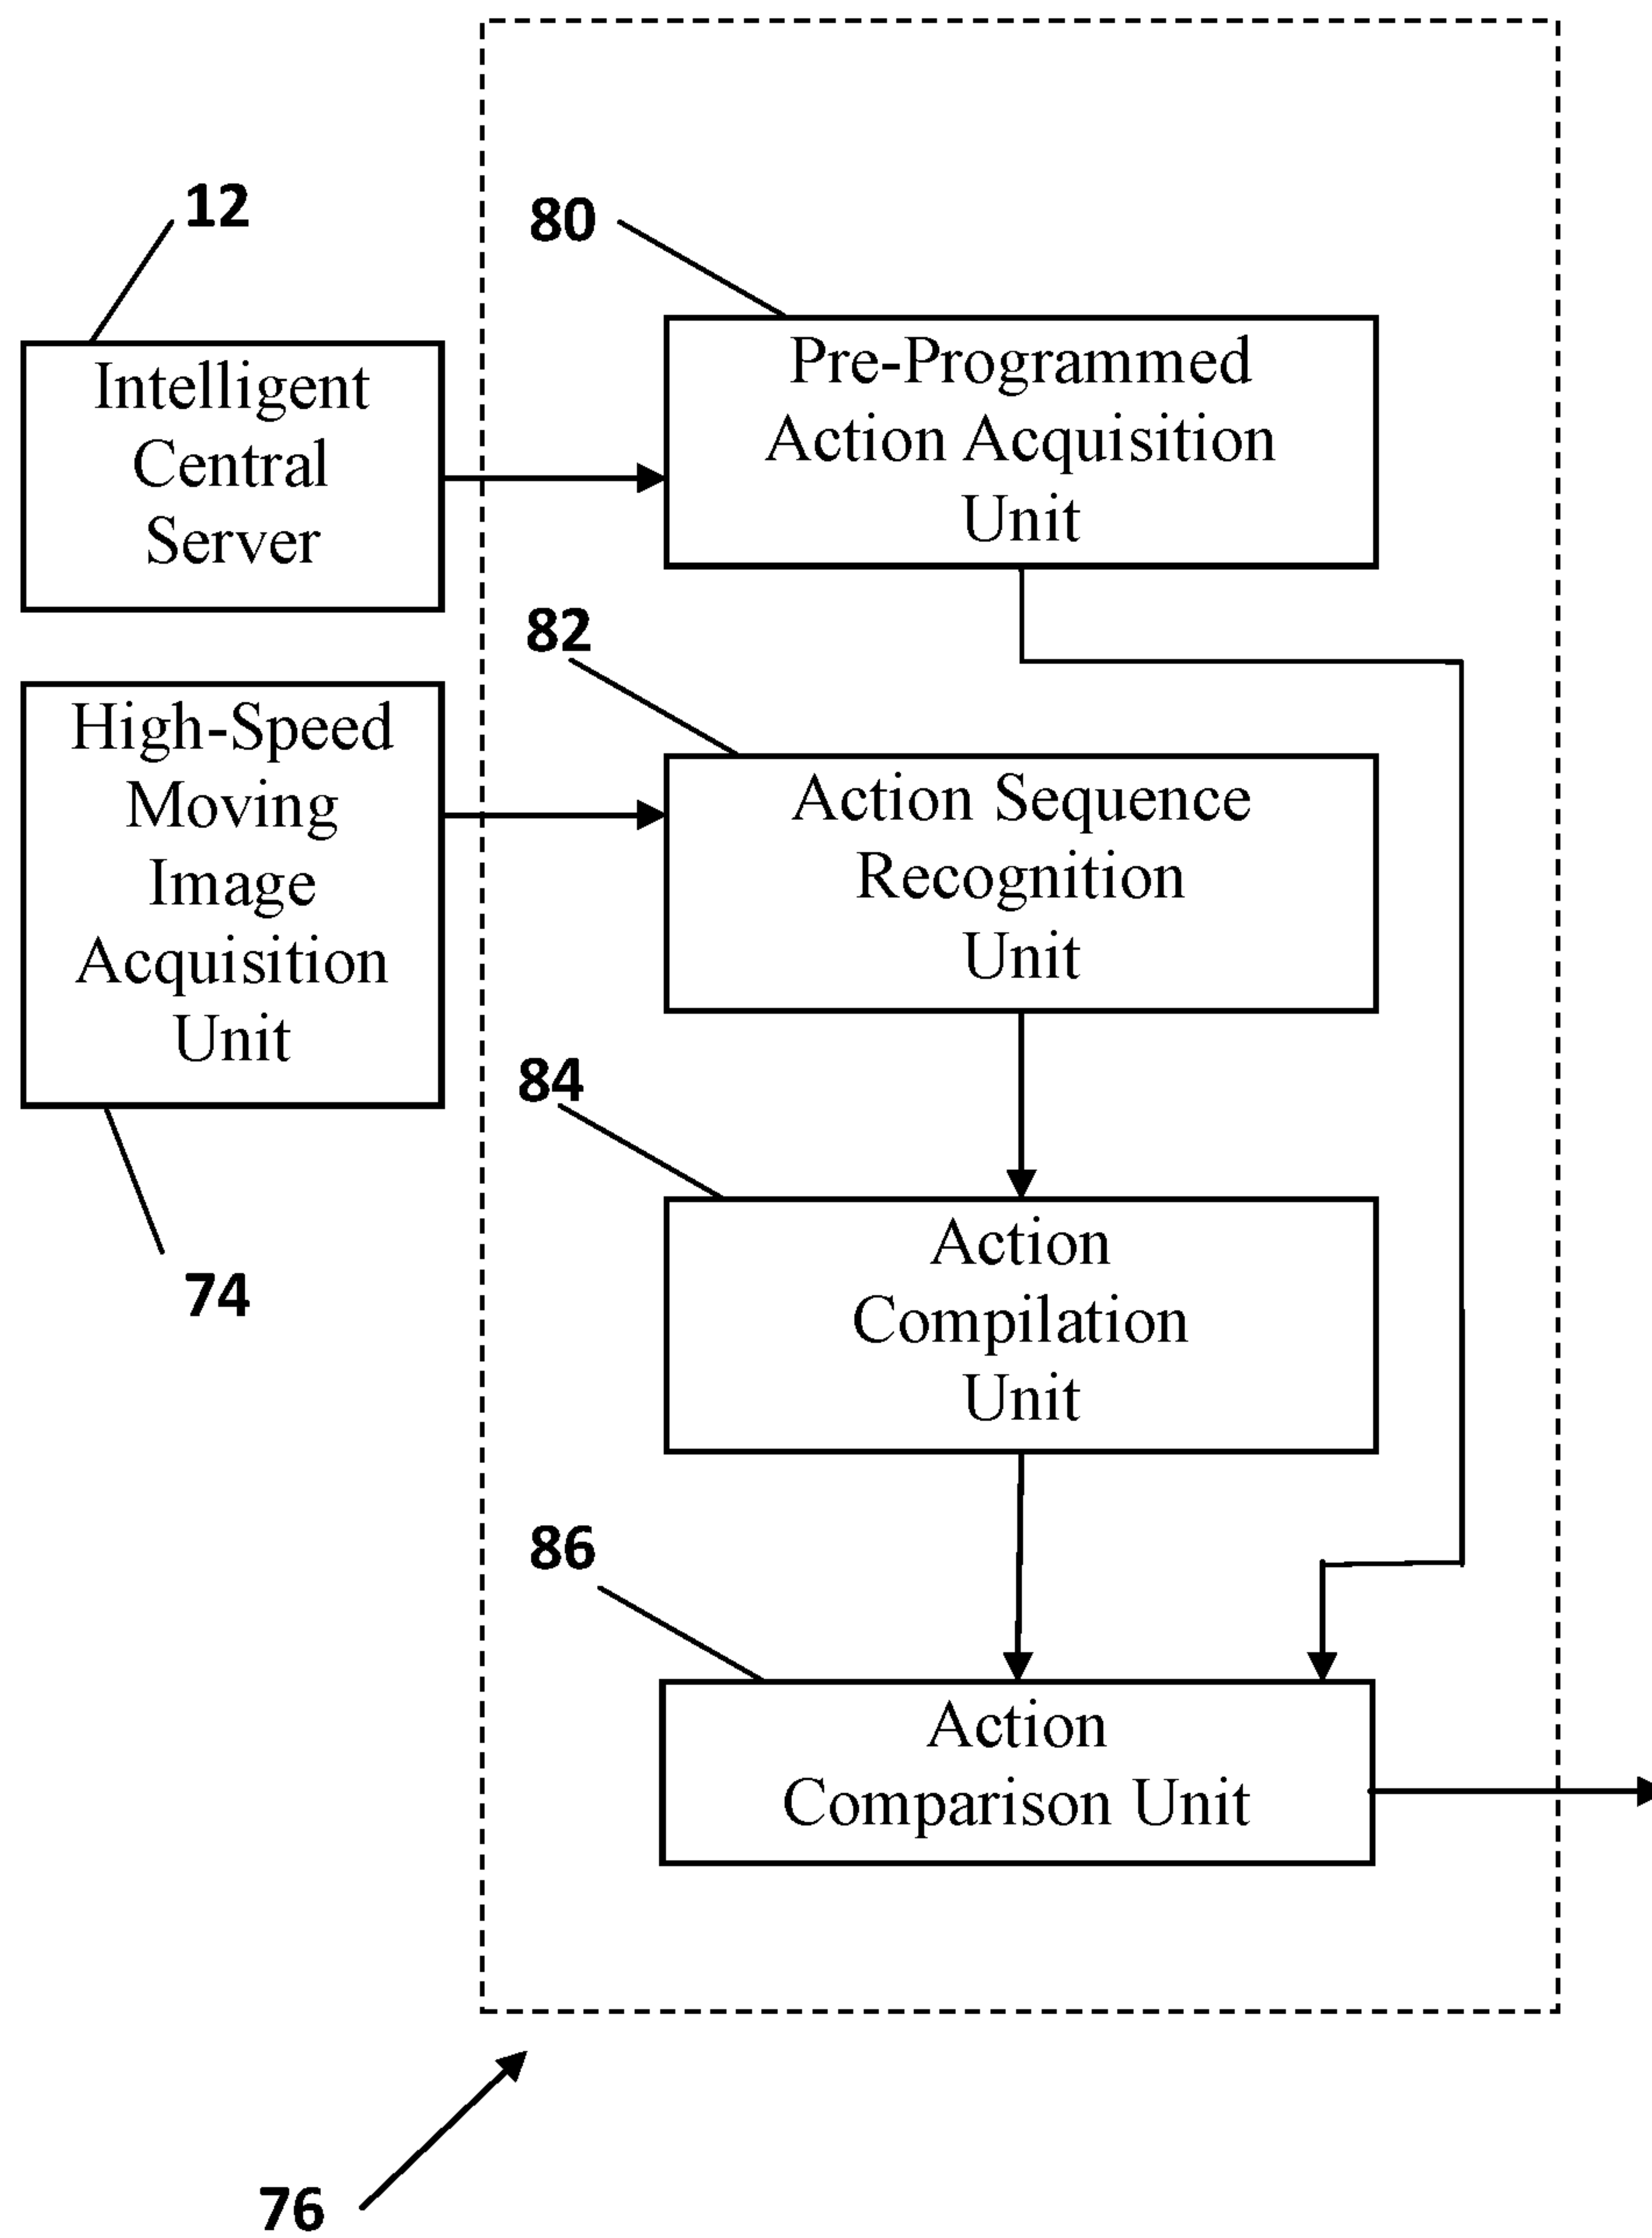 12
Intelligent
Central
Server
80
Pre-Programmed
Action Acquisition
Unit
High-Speed
Moving
Image
Acquisition
Unit
74
82
Action Sequence
Recognition
Unit
84
Action
Compilation
Unit
86
Action
Comparison Unit
76